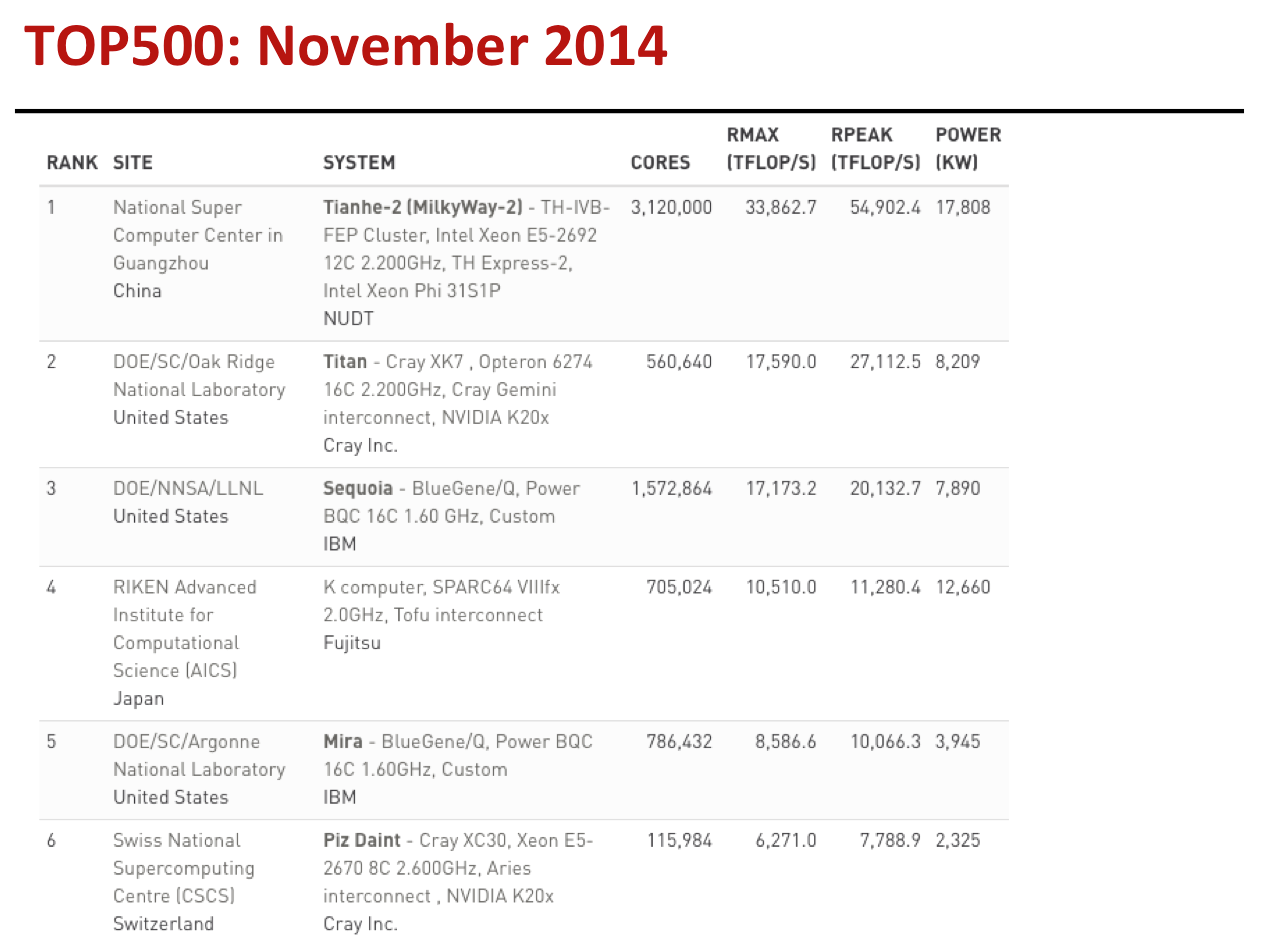 TOP500: November 2014
RANK SITE SYSTEM CORES RMAX (TFLOP/S) RPEAK (TFLOP/S) POWER (KW)
1 National Super Tianhe-2 (MilkyWay-2) - TH-IVB- 3,120,000 33,862.7 54,902.4 17,808
Computer Center in FEP Cluster, Intel Xeon E5-2692
Guangzhou 12C 2.200GHz, TH Express-2,
China Intel Xeon Phi 31S1P
NUDT
2 DOE/SC/Oak Ridge Titan - Cray XK7 , Opteron 6274 560,640 17,590.0 27,112.5 8,209
National Laboratory 16C 2.200GHz, Cray Gemini
United States interconnect, NVIDIA K20x
Cray Inc.
3 DOE/NNSA/LLNL Sequoia - BlueGene/Q, Power 1,572,864 17,173.2 20,132.7 7,890
United States BQC 16C 1.60 GHz, Custom
IBM
4 RIKEN Advanced K computer, SPARC64 VIIIfx 705,024 10,510.0 11,280.4 12,660
Institute for 2.0GHz, Tofu interconnect
Computational Fujitsu
Science (AICS)
Japan
5 DOE/SC/Argonne Mira - BlueGene/Q, Power BQC 786,432 8,586.6 10,066.3 3,945
National Laboratory 16C 1.60GHz, Custom
United States IBM
6 Swiss National Piz Daint - Cray XC30, Xeon E5- 115,984 6,271.0 7,788.9 2,325
Supercomputing 2670 8C 2.600GHz, Aries
Centre (CSCS) interconnect , NVIDIA K20x
Switzerland Cray Inc.